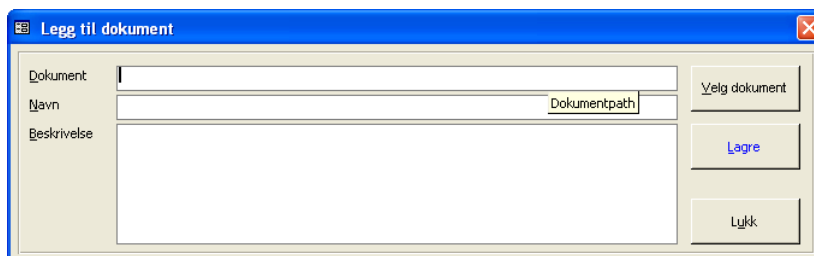 Legg til dokument
Dokument
Velg dokument
Navn
Dokumentpath
Beskrivelse
Lagre
Lukk